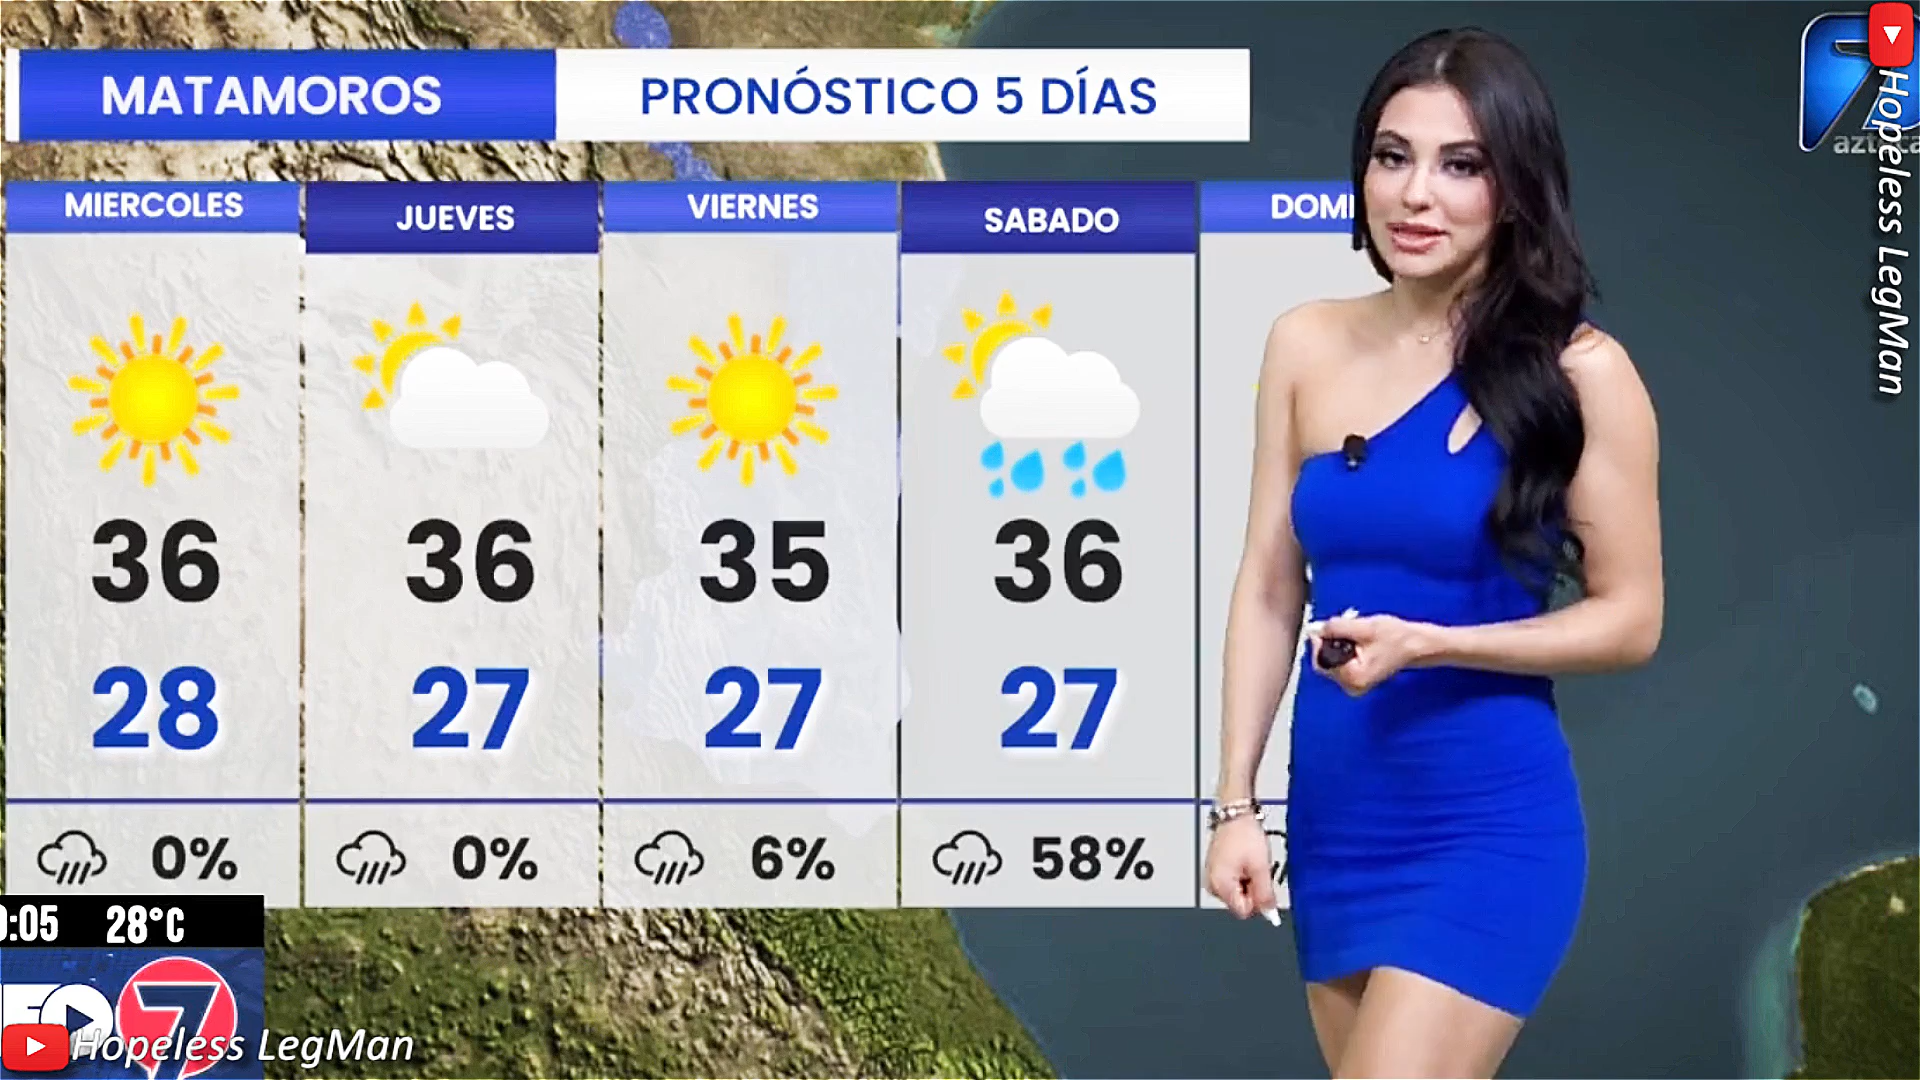 MATAMOROS
PRONÓSTICO 5 DÍAS
MIERCOLES
JUEVES
VIERNES
SABADO
36
36
35
36
28
27
27
27
0%
0%
6%
58%
:05 28°C
7
Hopeless LegMan
Hopeless LegMan